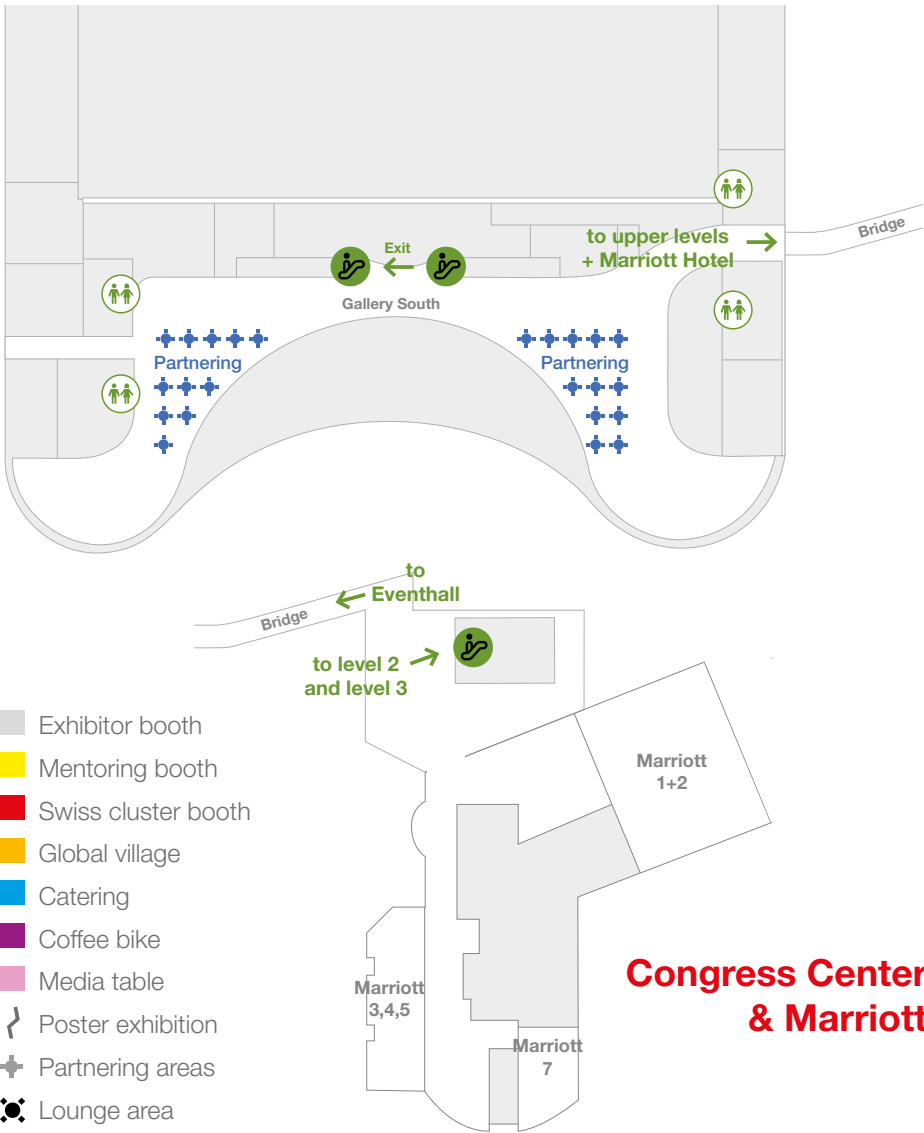 Exit
to upper levels
+ Marriott Hotel
Bridge
Gallery South
Partnering
Partnering
to
Eventhall
Bridge
to level 2
and level 3
Exhibitor booth
Mentoring booth
Swiss cluster booth
Global village
Catering
Coffee bike
Media table
Poster exhibition
Partnering areas
Lounge area
Marriott
1+2
Marriott
3,4,5
Marriott
7
Congress Center
& Marriott